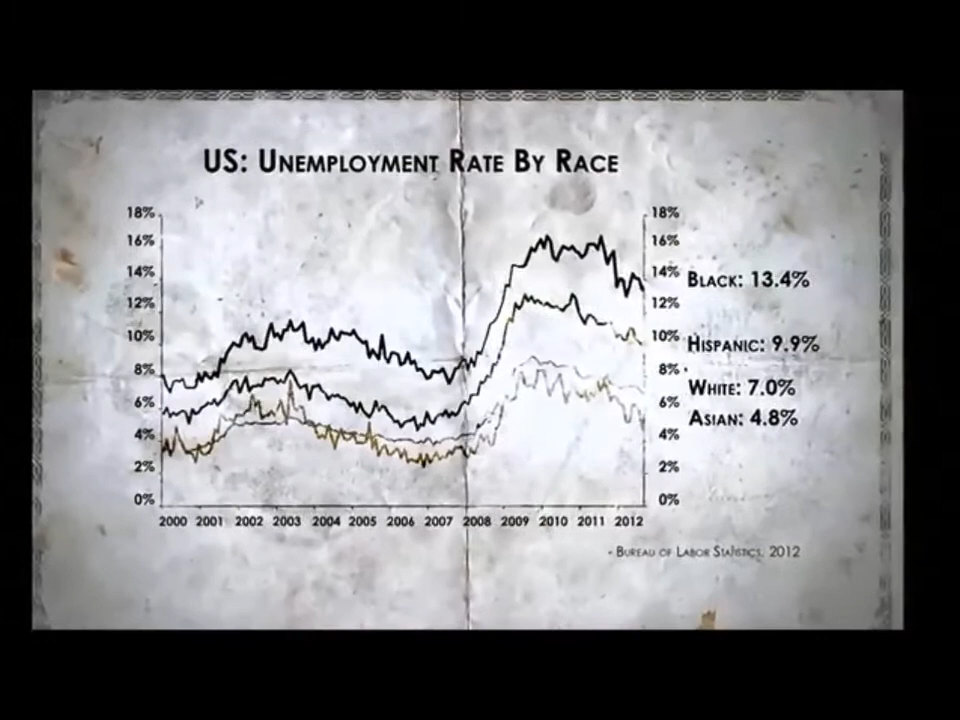 US: UNEMPLOYMENT RATE BY RACE
18% 18%
16% 16%
14% 14%
BLACK: 13.4%
12% 12%
10% 10%
HISPANIC: 9.9%
8% 8%
WHITE: 7.0%
6% 6%
ASIAN: 4.8%
4% 4%
2% 2%
0% 0%
2000 2001 2002 2003 2004 2005 2006 2007 2008 2009 2010 2011 2012
- BUREAU OF LABOR STATISTICS, 2012